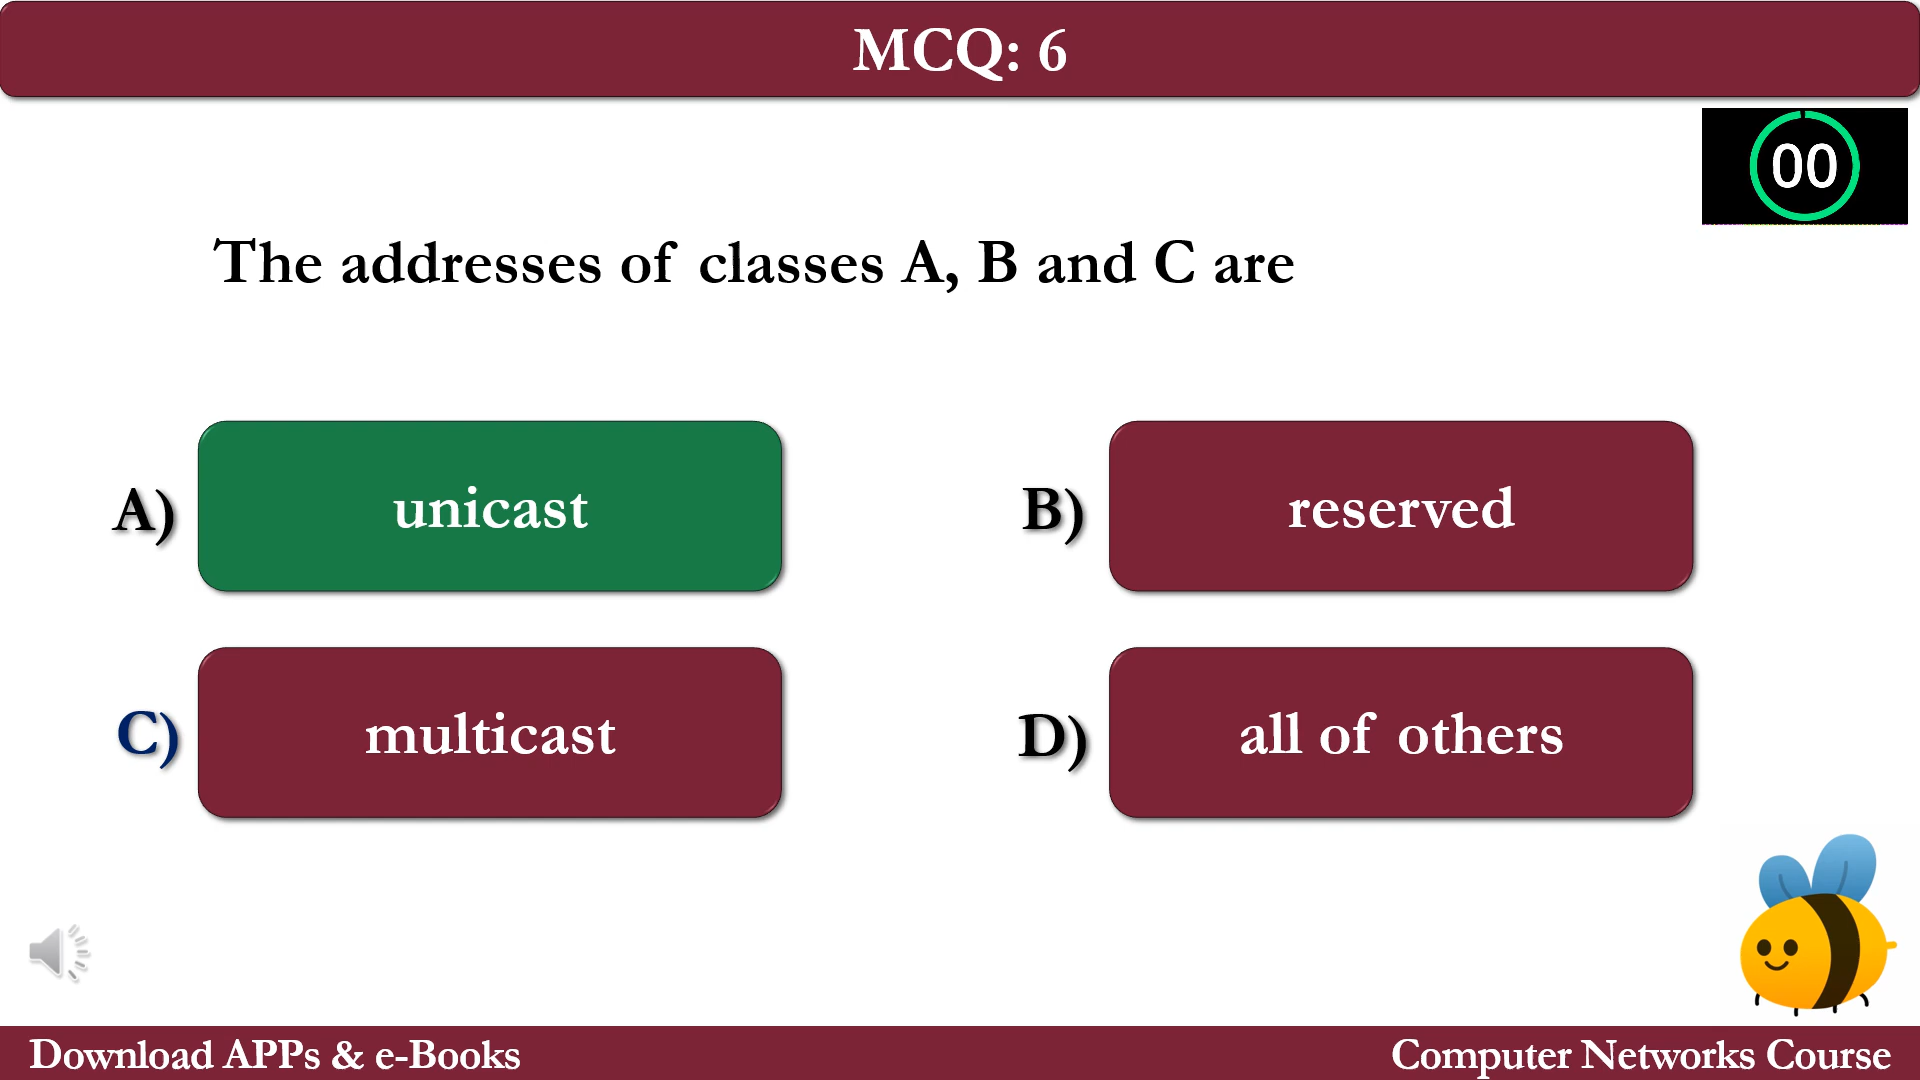 MCQ: 6
00
The addresses of classes A, B and C are
A) unicast
B) reserved
C) multicast
D) all of others
Download APPs & e-Books
Computer Networks Course